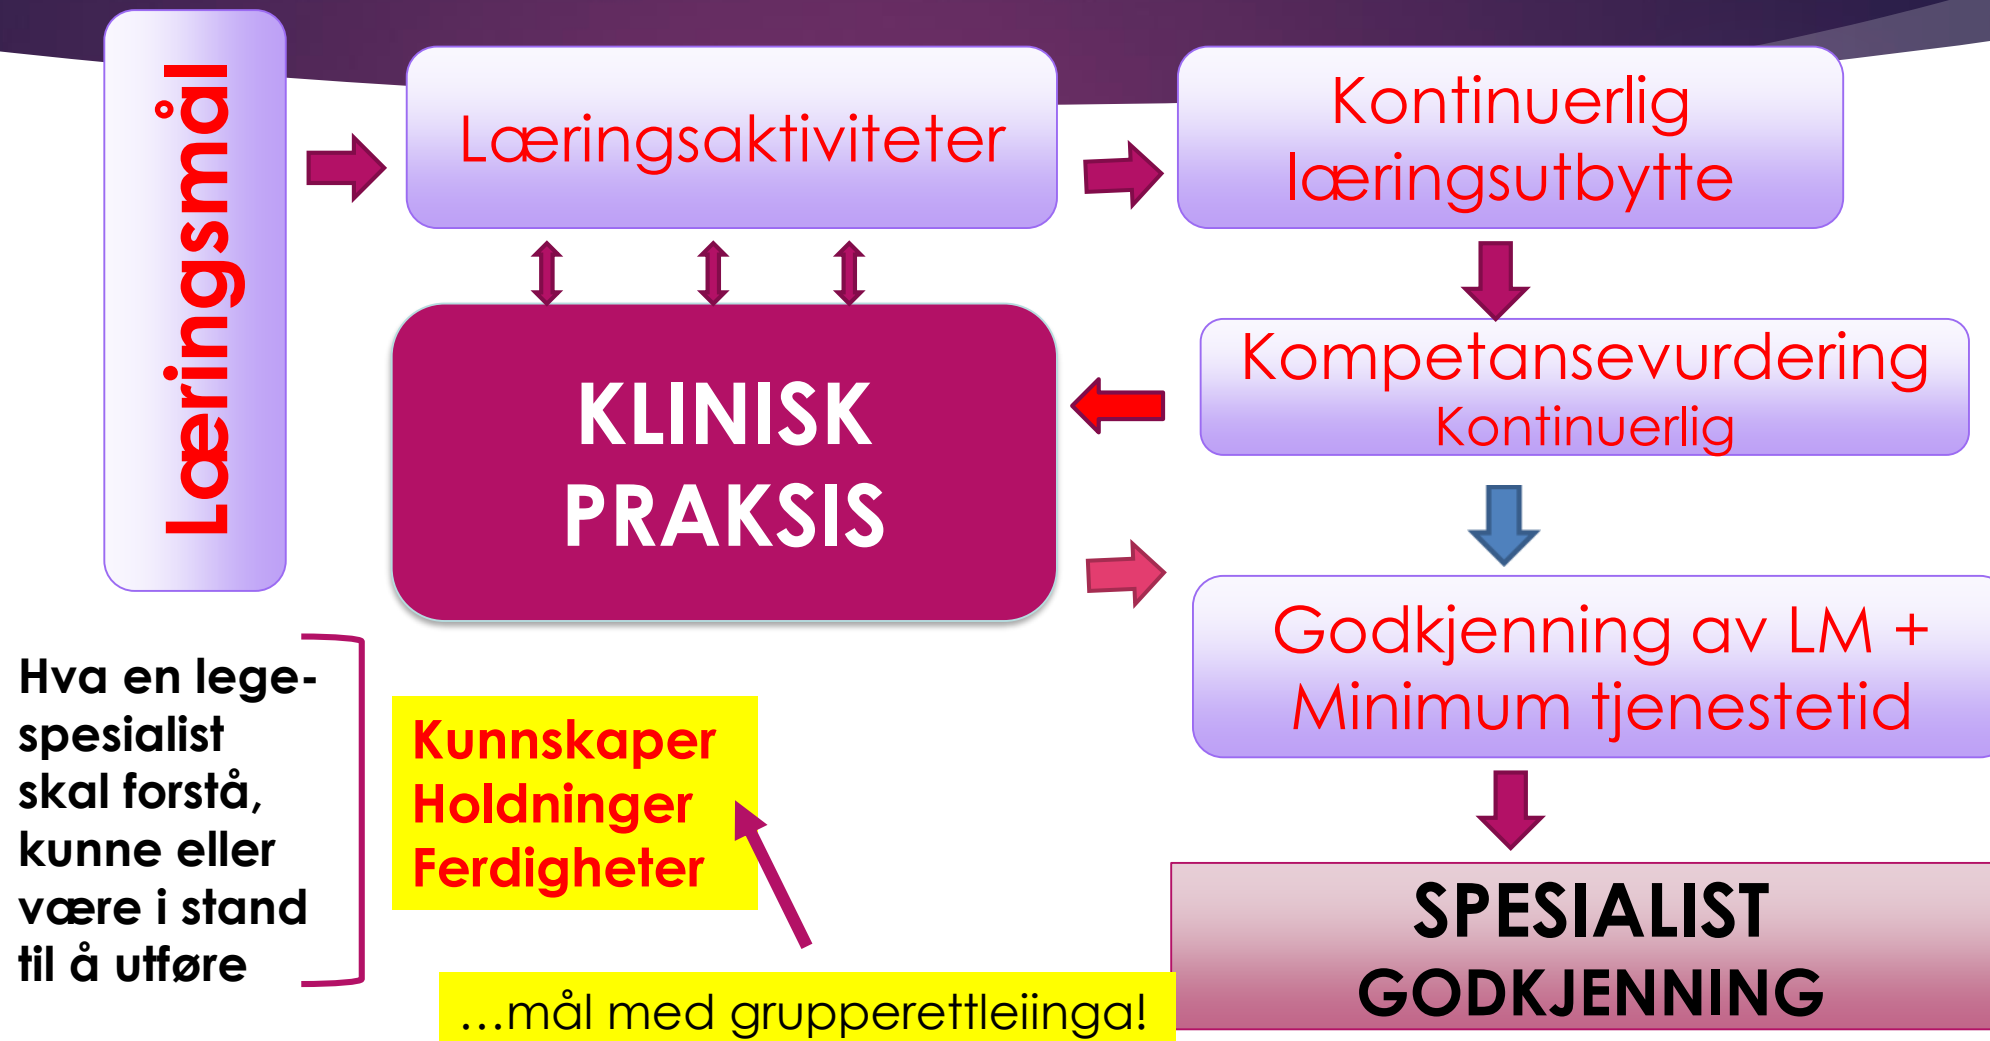 Læringsmål
Læringsaktiviteter
Kontinuerlig
læringsutbytte
KLINISK
PRAKSIS
Kompetansevurdering
Kontinuerlig
Godkjenning av LM +
Minimum tjenestetid
SPESIALIST
GODKJENNING
Hva en lege-
spesialist
skal forstå,
kunne eller
være i stand
til å utføre
Kunnskaper
Holdninger
Ferdigheter
...mål med grupperettleiinga!